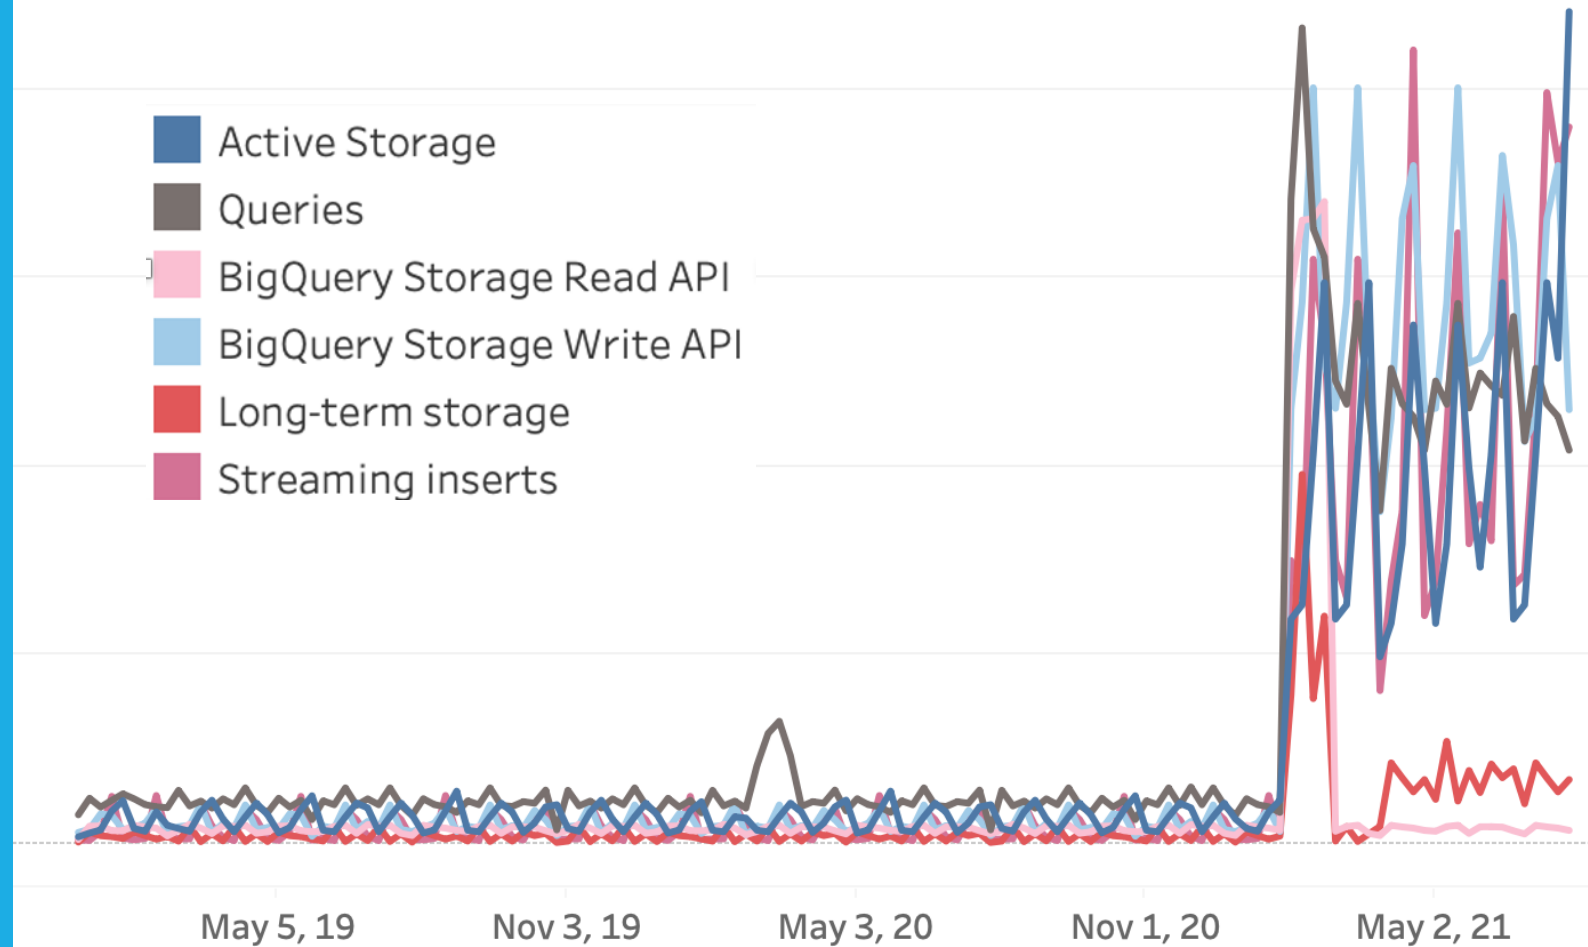 Active Storage
Queries
BigQuery Storage Read API
BigQuery Storage Write API
Long-term storage
Streaming inserts
May 5, 19 Nov 3, 19 May 3, 20 Nov 1, 20 May 2, 21